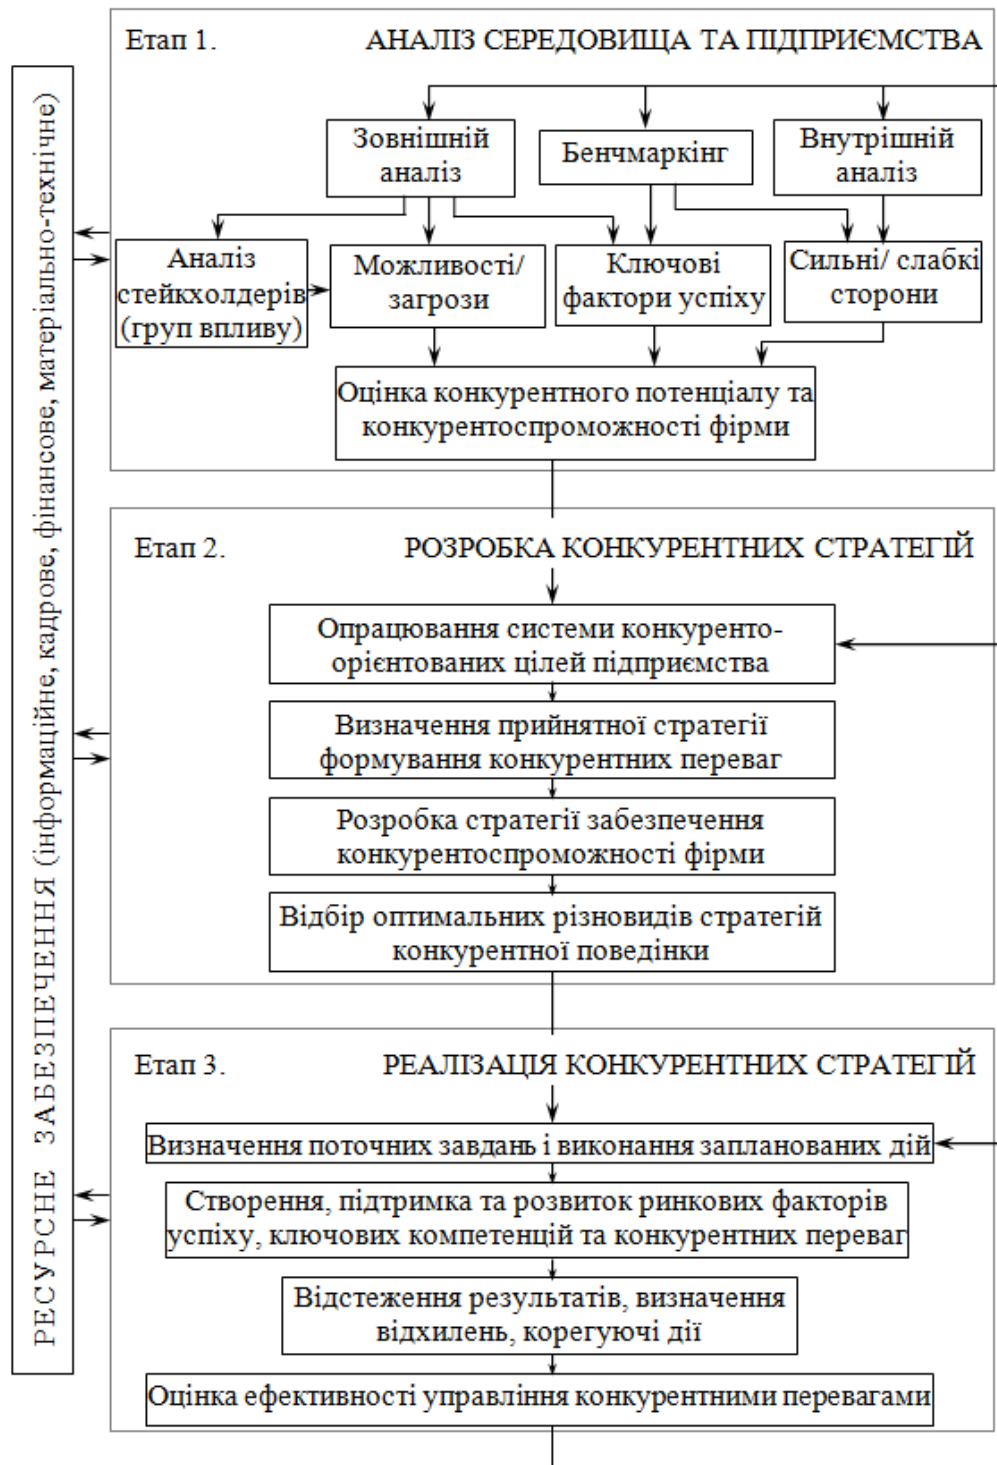 Етап 1. АНАЛІЗ СЕРЕДОВИЩА ТА ПІДПРИЄМСТВА
Зовнішній
аналіз
Бенчмаркінг
Внутрішній
аналіз
Аналіз
стейкхолдерів
(груп впливу)
Можливості/
загрози
Ключові
фактори успіху
Сильні/ слабкі
сторони
Оцінка конкурентного потенціалу та
конкурентоспроможності фірми
РЕСУРСНЕ ЗАБЕЗПЕЧЕННЯ (інформаційне, кадрове, фінансове, матеріально-технічне)
Етап 2. РОЗРОБКА КОНКУРЕНТНИХ СТРАТЕГІЙ
Опрацювання системи конкуренто-
орієнтованих цілей підприємства
Визначення прийнятної стратегії
формування конкурентних переваг
Розробка стратегії забезпечення
конкурентоспроможності фірми
Відбір оптимальних різновидів стратегій
конкурентної поведінки
Етап 3. РЕАЛІЗАЦІЯ КОНКУРЕНТНИХ СТРАТЕГІЙ
Визначення поточних завдань і виконання запланованих дій
Створення, підтримка та розвиток ринкових факторів
успіху, ключових компетенцій та конкурентних переваг
Відстеження результатів, визначення
відхилень, корегуючі дії
Оцінка ефективності управління конкурентними перевагами